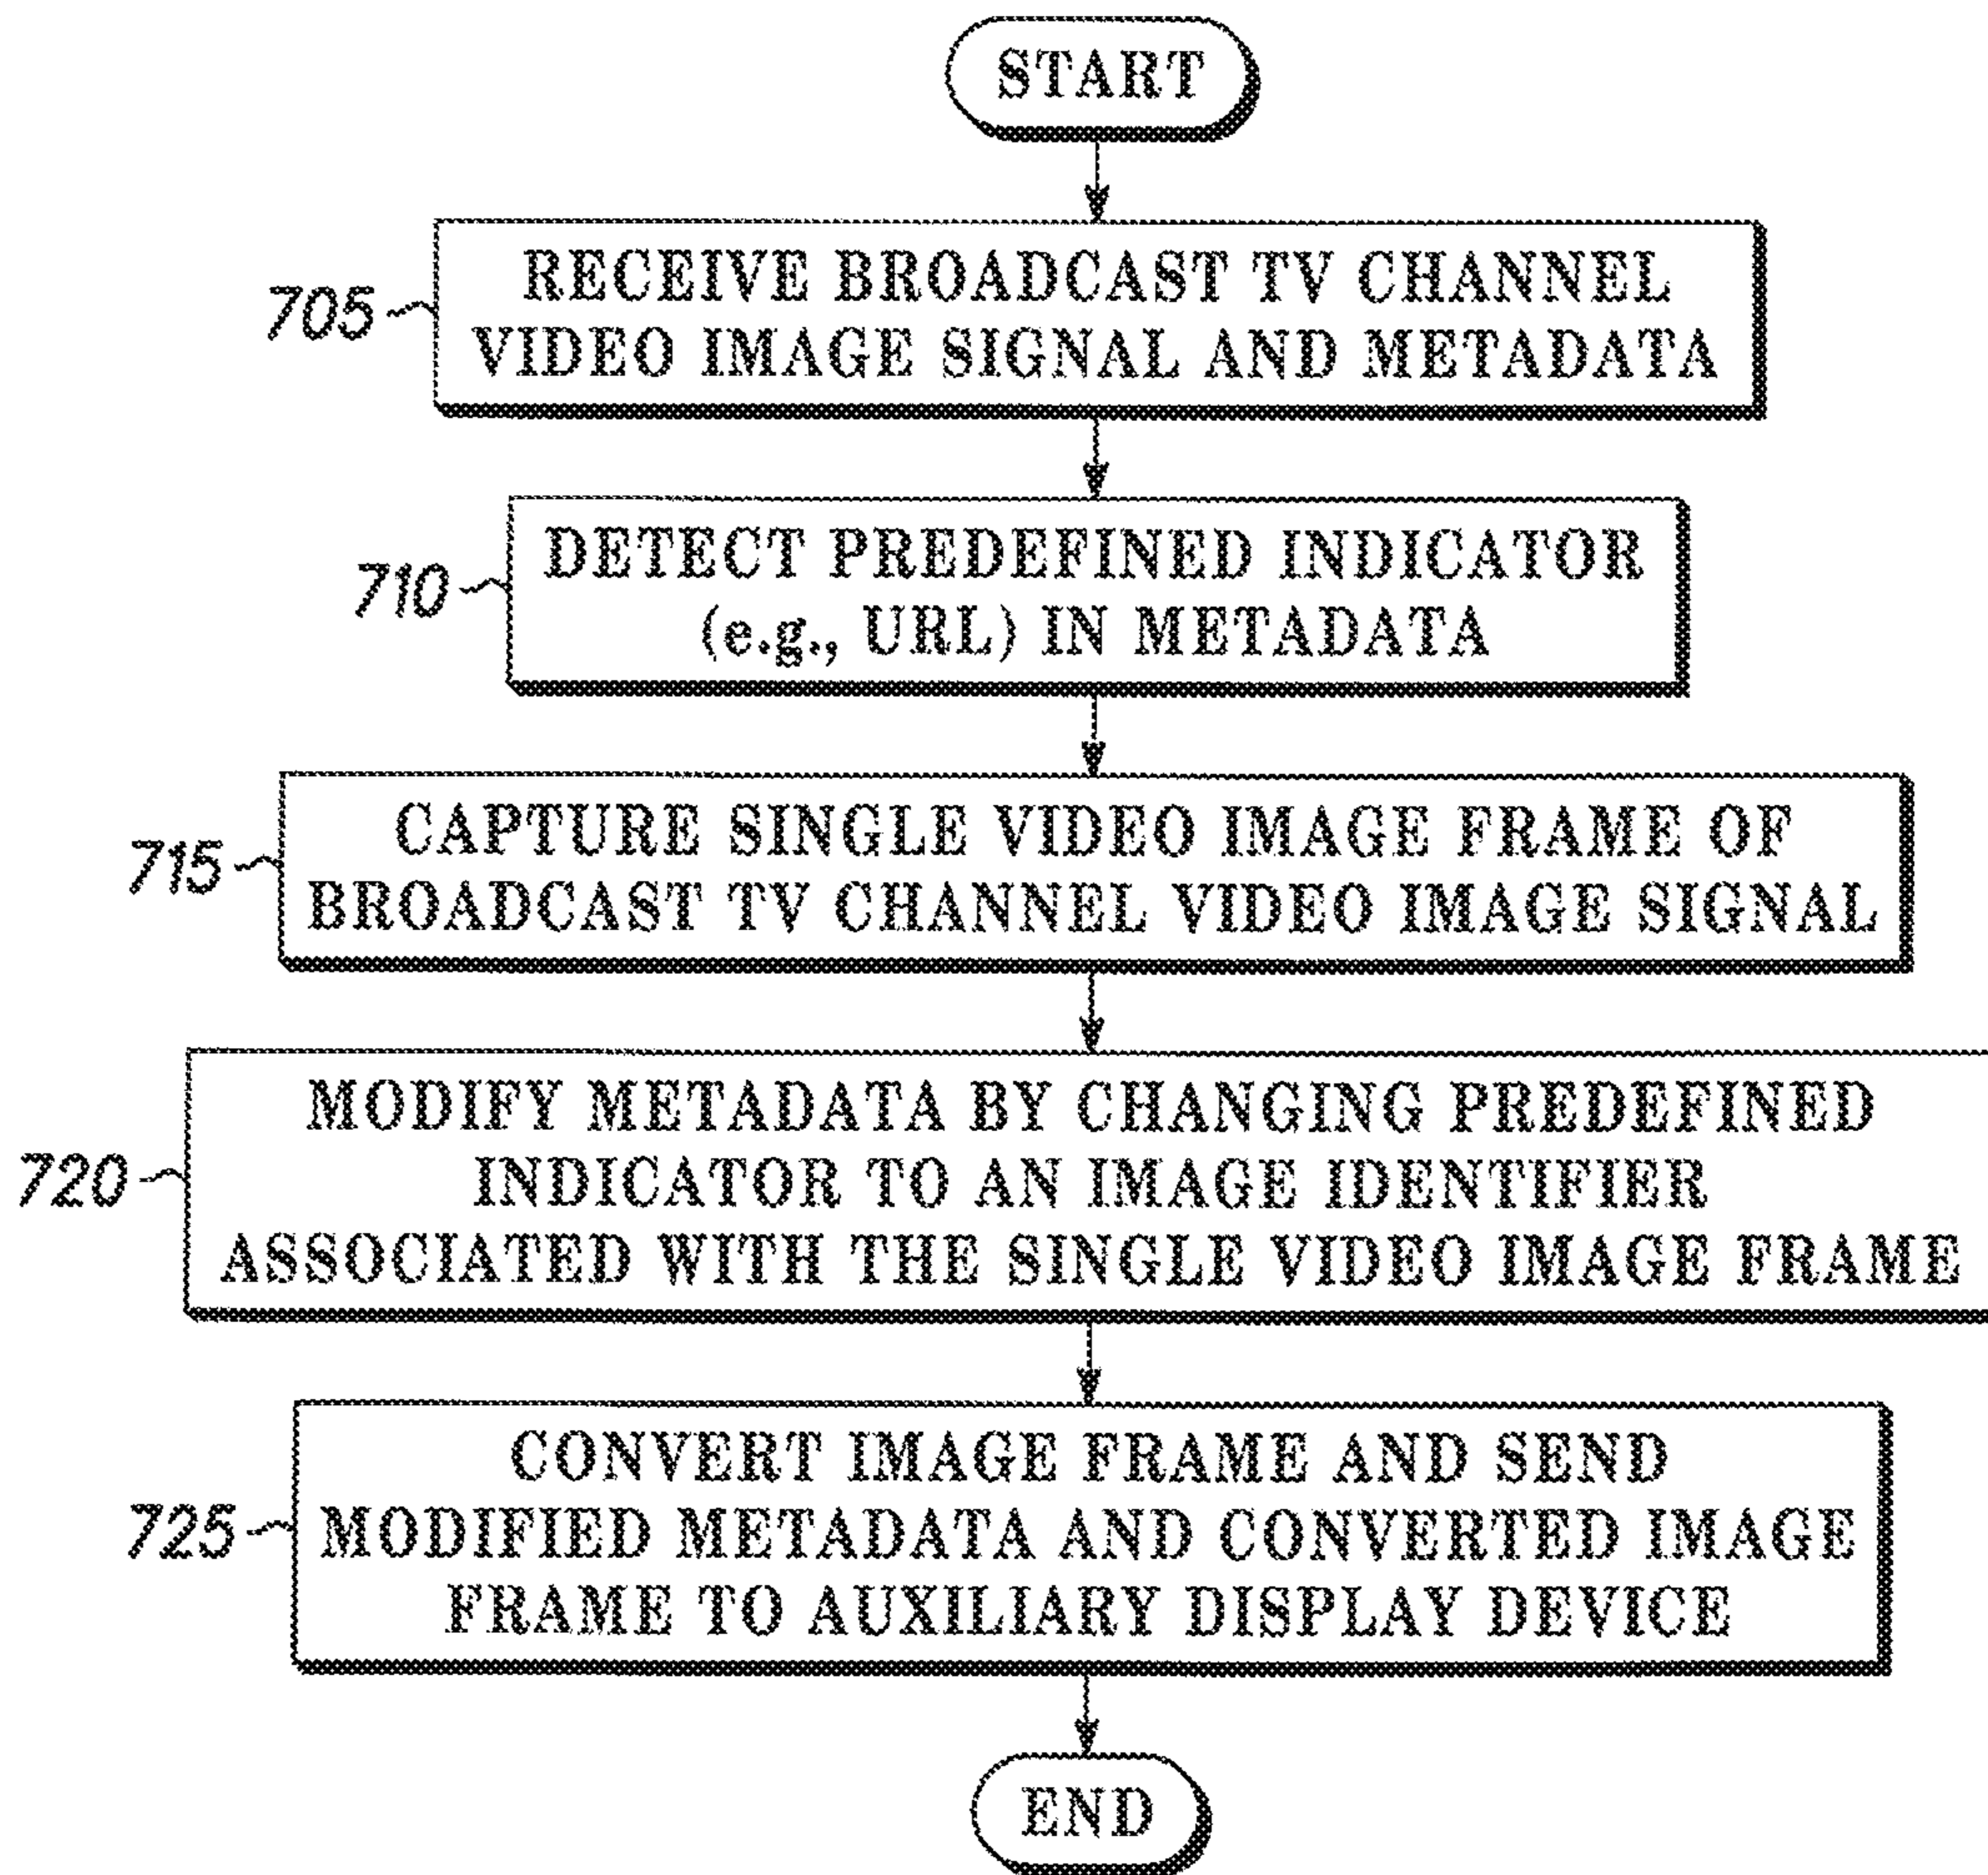 START
705
RECEIVE BROADCAST TV CHANNEL
VIDEO IMAGE SIGNAL AND METADATA
710
DETECT PREDEFINED INDICATOR
(e.g., URL) IN METADATA
715
CAPTURE SINGLE VIDEO IMAGE FRAME OF
BROADCAST TV CHANNEL VIDEO IMAGE SIGNAL
720
MODIFY METADATA BY CHANGING PREDEFINED
INDICATOR TO AN IMAGE IDENTIFIER
ASSOCIATED WITH THE SINGLE VIDEO IMAGE FRAME
725
CONVERT IMAGE FRAME AND SEND
MODIFIED METADATA AND CONVERTED IMAGE
FRAME TO AUXILIARY DISPLAY DEVICE
END